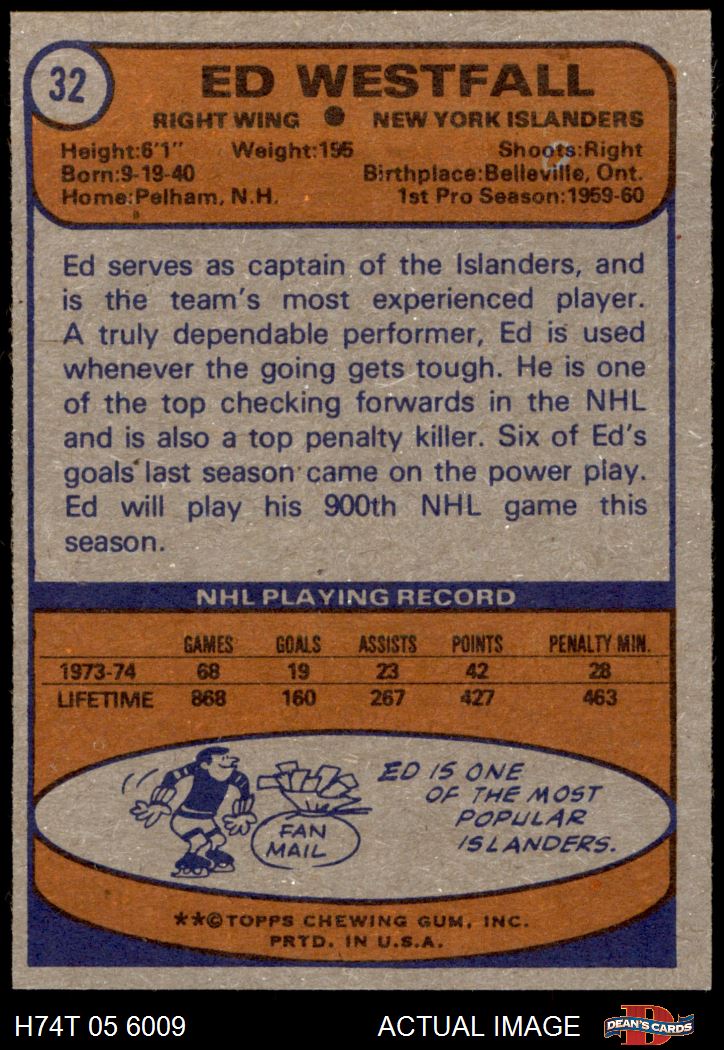 32
ED WESTFALL
RIGHT WING ● NEW YORK ISLANDERS
Height:6'1" Weight:195 Shoots:Right
Born:9-19-40 Birthplace:Belleville, Ont.
Home:Pelham, N.H. 1st Pro Season:1959-60
Ed serves as captain of the Islanders, and
is the team's most experienced player.
A truly dependable performer, Ed is used
whenever the going gets tough. He is one
of the top checking forwards in the NHL
and is also a top penalty killer. Six of Ed's
goals last season came on the power play.
Ed will play his 900th NHL game this
season.
NHL PLAYING RECORD
GAMES GOALS ASSISTS POINTS PENALTY MIN.
1973-74 68 19 23 42 28
LIFETIME 868 160 267 427 463
FAN
MAIL
ED IS ONE
OF THE MOST
POPULAR
ISLANDERS.
**©TOPPS CHEWING GUM, INC.
PRTD. IN U.S.A.
H74T 05 6009 ACTUAL IMAGE
D
DEAN'S CARDS